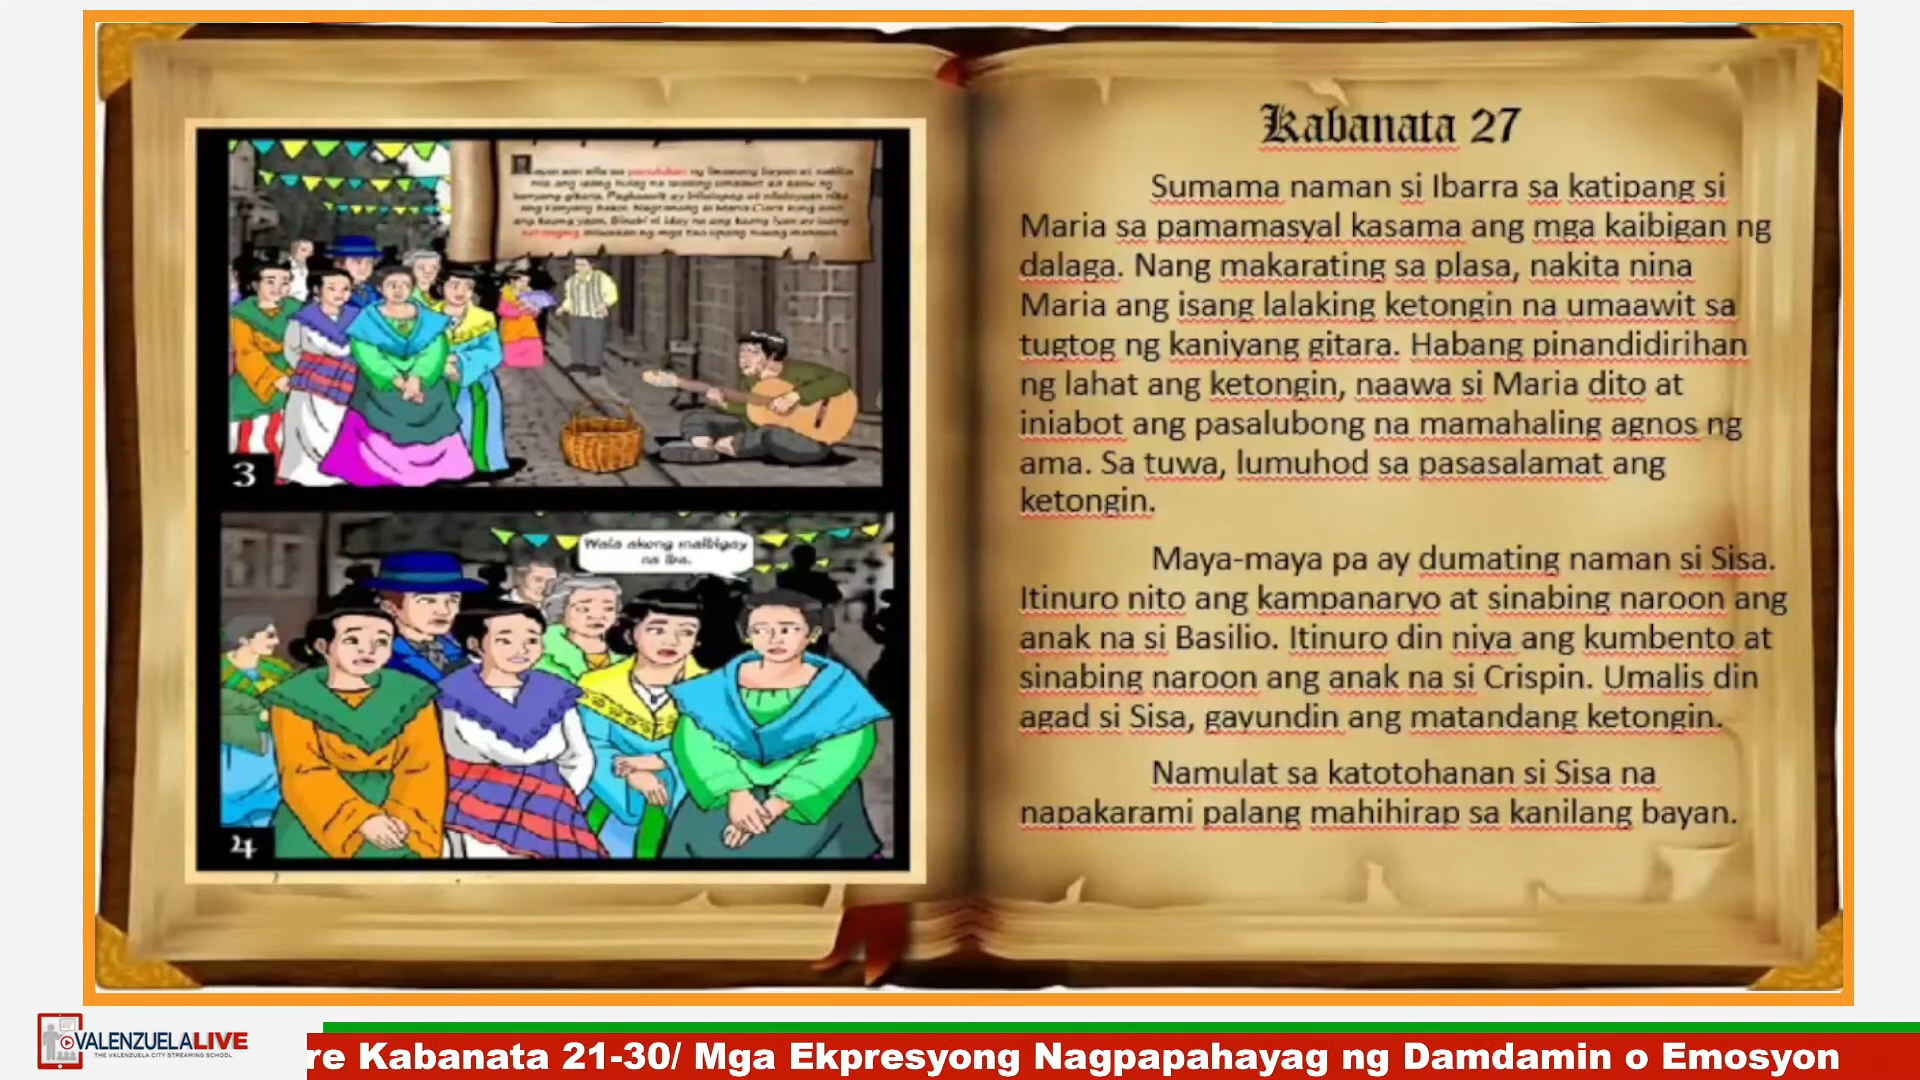 3
Wala akong maibigay
na iba.
4
Kabanata 27
Sumama naman si Ibarra sa katipang si
Maria sa pamamasyal kasama ang mga kaibigan ng
dalaga. Nang makarating sa plasa, nakita nina
Maria ang isang lalaking ketongin na umaawit sa
tugtog ng kaniyang gitara. Habang pinandidirihan
ng lahat ang ketongin, naawa si Maria dito at
iniabot ang pasalubong na mamahaling agnos ng
ama. Sa tuwa, lumuhod sa pasasalamat ang
ketongin.
Maya-maya pa ay dumating naman si Sisa.
Itinuro nito ang kampanaryo at sinabing naroon ang
anak na si Basilio. Itinuro din niya ang kumbento at
sinabing naroon ang anak na si Crispin. Umalis din
agad si Sisa, gayundin ang matandang ketongin.
Namulat sa katotohanan si Sisa na
napakarami palang mahihirap sa kanilang bayan.
VALENZUELALIVE
THE VALENZUELA CITY STREAMING SCHOOL
re Kabanata 21-30/ Mga Ekpresyong Nagpapahayag ng Damdamin o Emosyon